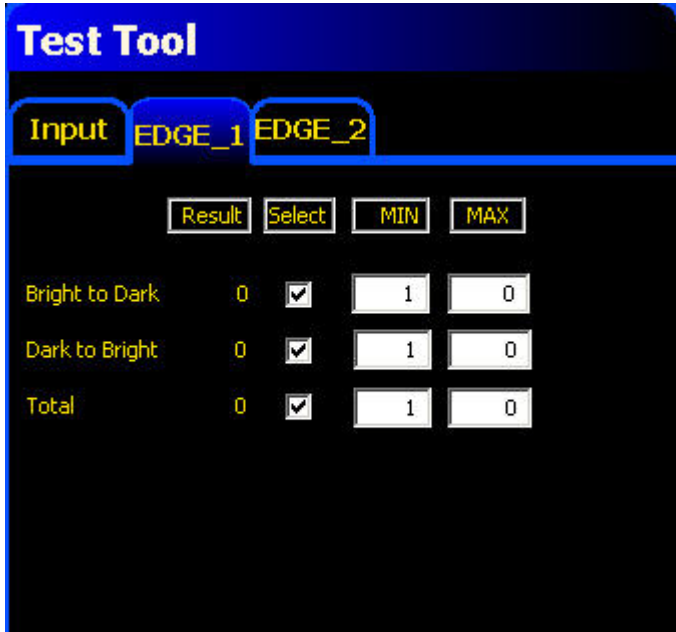 Test Tool
Input EDGE_1 EDGE_2
Result Select MIN MAX
Bright to Dark 0 1 0
Dark to Bright 0 1 0
Total 0 1 0